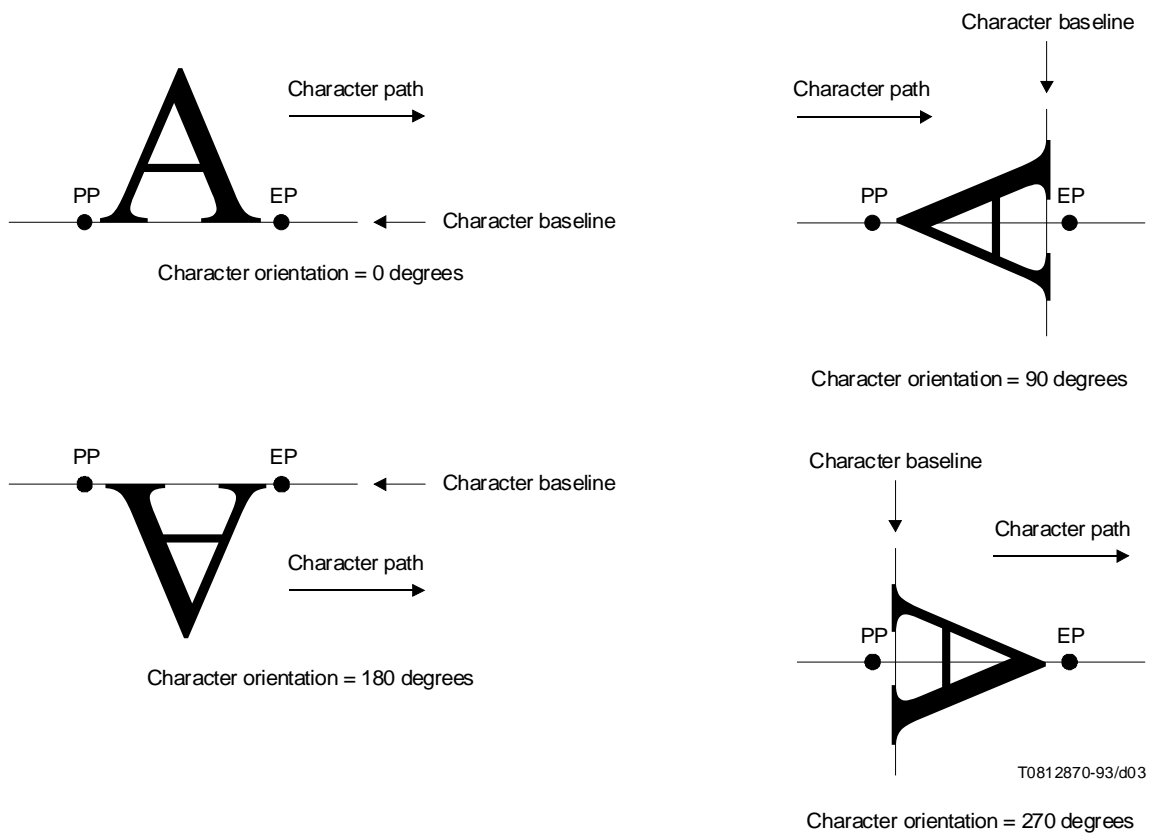 Character path
PP
EP
Character baseline
Character orientation = 0 degrees
Character baseline
Character path
PP
EP
Character orientation = 90 degrees
PP
EP
Character baseline
Character path
Character orientation = 180 degrees
Character baseline
Character path
PP
EP
T0812870-93/d03
Character orientation = 270 degrees
A
A
A
A